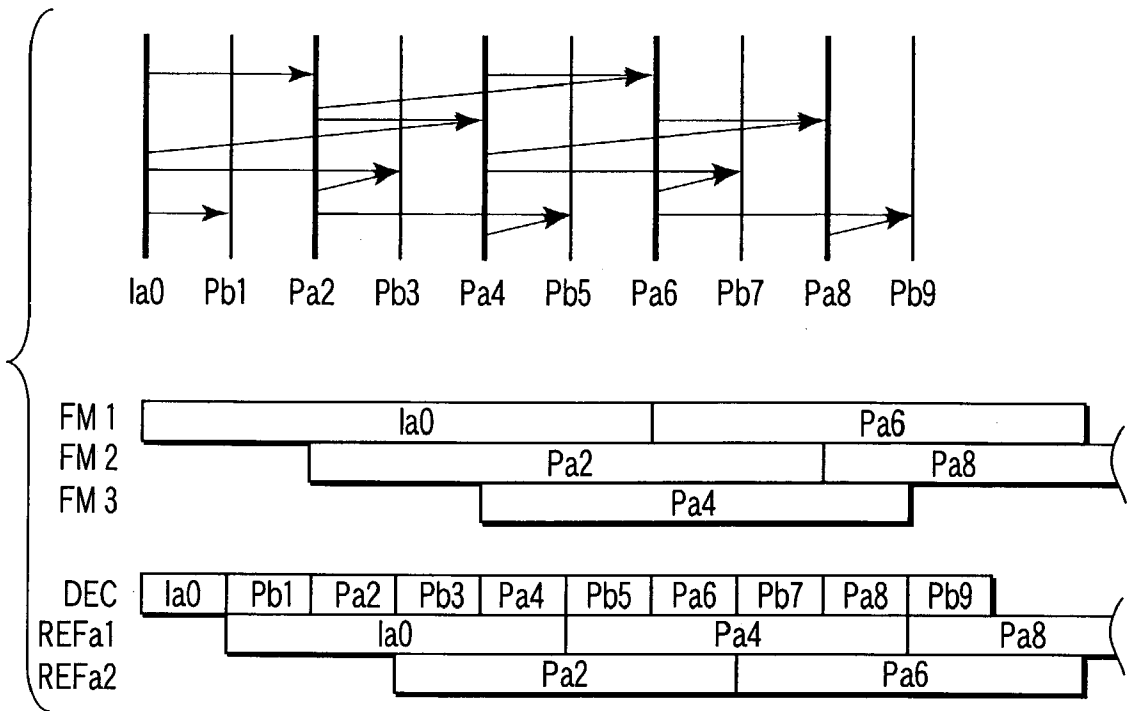 Ia0 Pb1 Pa2 Pb3 Pa4 Pb5 Pa6 Pb7 Pa8 Pb9
FM 1 Ia0 Pa6
FM 2 Pa2 Pa8
FM 3 Pa4
DEC Ia0 Pb1 Pa2 Pb3 Pa4 Pb5 Pa6 Pb7 Pa8 Pb9
REFa1 Ia0 Pa4 Pa8
REFa2 Pa2 Pa6